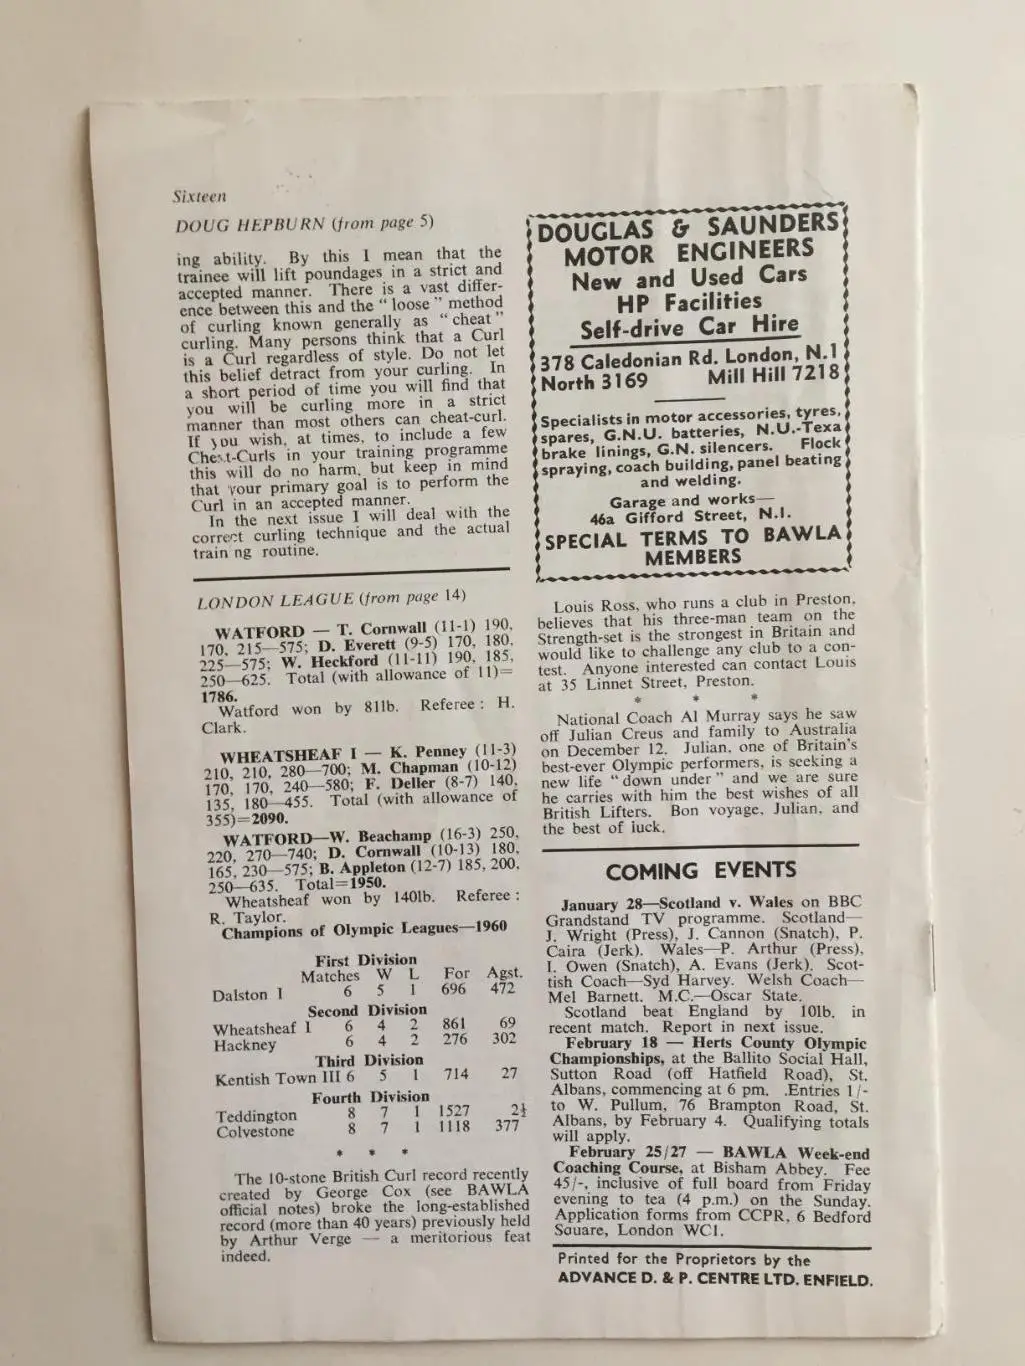 Sixteen
DOUG HEPBURN (from page 5)
ing ability. By this I mean that the
trainee will lift poundages in a strict and
accepted manner. There is a vast differ-
ence between this and the "loose" method
of curling known generally as "cheat"
curling. Many persons think that a Curl
is a Curl regardless of style. Do not let
this belief detract from your curling. In
a short period of time you will find that
you will be curling more in a strict
manner than most others can cheat-curl.
If you wish, at times, to include a few
Cheat-Curls in your training programme
this will do no harm, but keep in mind
that your primary goal is to perform the
Curl in an accepted manner.
In the next issue I will deal with the
correct curling technique and the actual
train ng routine.
LONDON LEAGUE (from page 14)
WATFORD — T. Cornwall (11-1) 190,
170, 215—575; D. Everett (9-5) 170, 180,
225—575; W. Heckford (11-11) 190, 185,
250—625. Total (with allowance of 11)=
1786.
Watford won by 81lb. Referee: H.
Clark.
WHEATSHEAF I — K. Penney (11-3)
210, 210, 280—700; M. Chapman (10-12)
170, 170, 240—580; F. Deller (8-7) 140,
135, 180—455. Total (with allowance of
355)=2090.
WATFORD—W. Beachamp (16-3) 250,
220, 270—740; D. Cornwall (10-13) 180,
165, 230—575; B. Appleton (12-7) 185, 200,
250—635. Total=1950.
Wheatsheaf won by 140lb. Referee:
R. Taylor.
Champions of Olympic Leagues—1960
First Division
Matches W L For Agst.
Dalston 1 6 5 1 696 472
Second Division
Wheatsheaf 1 6 4 2 861 69
Hackney 6 4 2 276 302
Third Division
Kentish Town III 6 5 1 714 27
Fourth Division
Teddington 8 7 1 1527 2½
Colvestone 8 7 1 1118 377
* * *
The 10-stone British Curl record recently
created by George Cox (see BAWLA
official notes) broke the long-established
record (more than 40 years) previously held
by Arthur Verge — a meritorious feat
indeed.
DOUGLAS & SAUNDERS
MOTOR ENGINEERS
New and Used Cars
HP Facilities
Self-drive Car Hire
378 Caledonian Rd. London, N.1
North 3169 Mill Hill 7218
Specialists in motor accessories, tyres,
spares, G.N.U. batteries, N.U.-Texa
brake linings, G.N. silencers. Flock
spraying, coach building, panel beating
and welding.
Garage and works—
46a Gifford Street, N.1.
SPECIAL TERMS TO BAWLA
MEMBERS
Louis Ross, who runs a club in Preston,
believes that his three-man team on the
Strength-set is the strongest in Britain and
would like to challenge any club to a con-
test. Anyone interested can contact Louis
at 35 Linnet Street, Preston.
* * *
National Coach Al Murray says he saw
off Julian Creus and family to Australia
on December 12. Julian, one of Britain's
best-ever Olympic performers, is seeking a
new life "down under" and we are sure
he carries with him the best wishes of all
British Lifters. Bon voyage, Julian, and
the best of luck.
COMING EVENTS
January 28—Scotland v. Wales on BBC
Grandstand TV programme. Scotland—
J. Wright (Press), J. Cannon (Snatch), P.
Caira (Jerk). Wales—P. Arthur (Press),
I. Owen (Snatch), A. Evans (Jerk). Scot-
tish Coach—Syd Harvey. Welsh Coach—
Mel Barnett. M.C.—Oscar State.
Scotland beat England by 10lb. in
recent match. Report in next issue.
February 18 — Herts County Olympic
Championships, at the Ballito Social Hall,
Sutton Road (off Hatfield Road), St.
Albans, commencing at 6 pm. .Entries 1/-
to W. Pullum, 76 Brampton Road, St.
Albans, by February 4. Qualifying totals
will apply.
February 25/27 — BAWLA Week-end
Coaching Course, at Bisham Abbey. Fee
45/-, inclusive of full board from Friday
evening to tea (4 p.m.) on the Sunday.
Application forms from CCPR, 6 Bedford
Square, London WC1.
Printed for the Proprietors by the
ADVANCE D. & P. CENTRE LTD. ENFIELD.